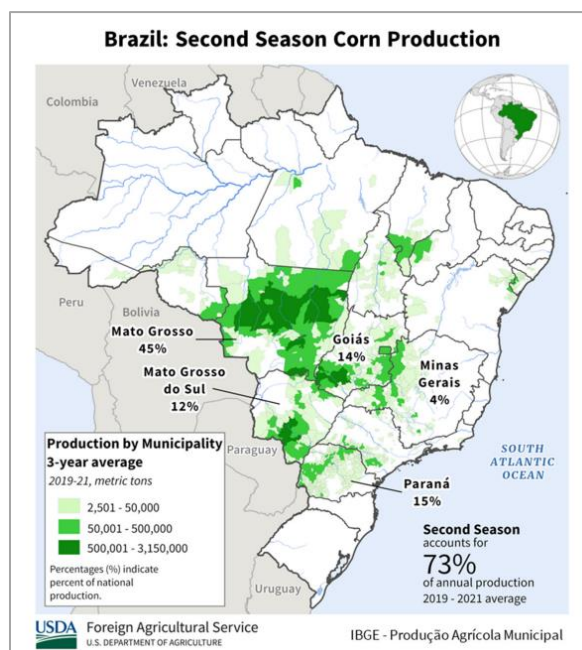 Brazil: Second Season Corn Production
Venezuela
Colombia
Peru
Bolivia
Mato Grosso
45%
Goiás
14%
Mato Grosso
do Sul
12%
Minas
Gerais
4%
Paraguay
Paraná
15%
SOUTH
ATLANTIC
OCEAN
Production by Municipality
3-year average
2019-21, metric tons
2,501 - 50,000
50,001 - 500,000
500,001 - 3,150,000
Percentages (%) indicate
percent of national
production.
Second Season
accounts for
73%
of annual production
2019 - 2021 average
Uruguay
USDA
Foreign Agricultural Service
U.S. DEPARTMENT OF AGRICULTURE
IBGE - Produção Agrícola Municipal